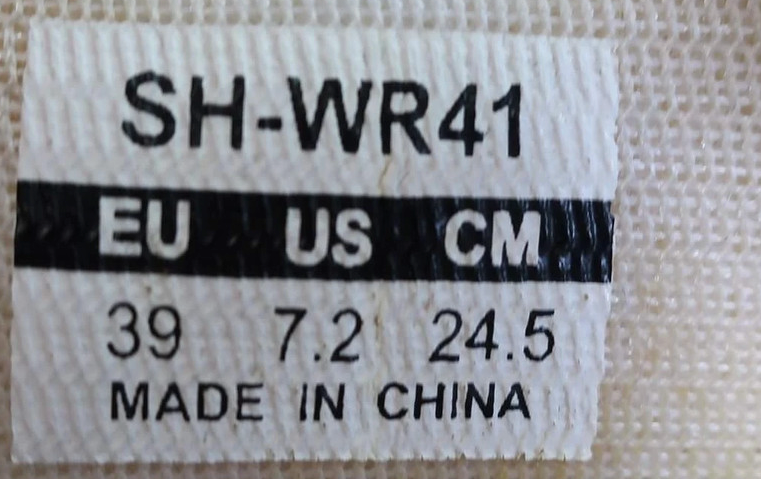 SH-WR41
EU US CM
39 7.2 24.5
MADE IN CHINA